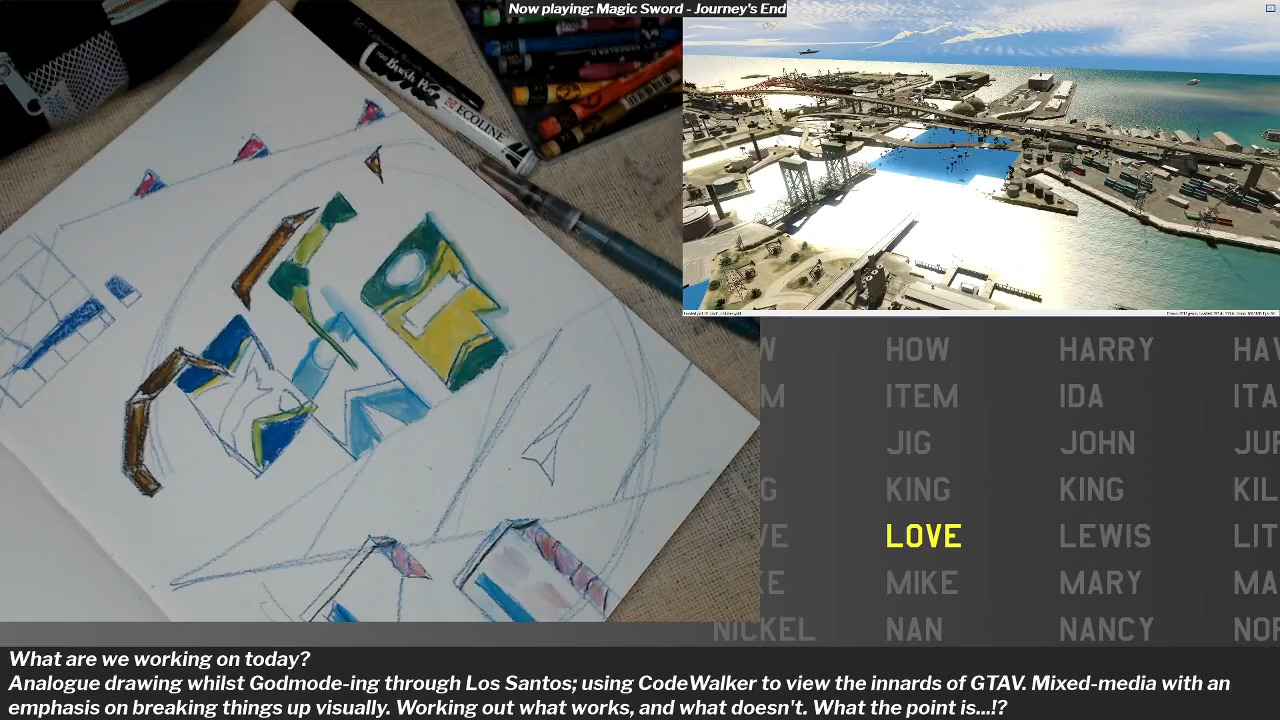 Now playing: Magic Sword - Journey's End
Brush Pen
ECOLINE
HOW HARRY
ITEM IDA
JIG JOHN
KING KING
LOVE LEWIS
MIKE MARY
NICKEL NAN NANCY
What are we working on today?
Analogue drawing whilst Godmode-ing through Los Santos; using CodeWalker to view the innards of GTAV. Mixed-media with an
emphasis on breaking things up visually. Working out what works, and what doesn't. What the point is...!?